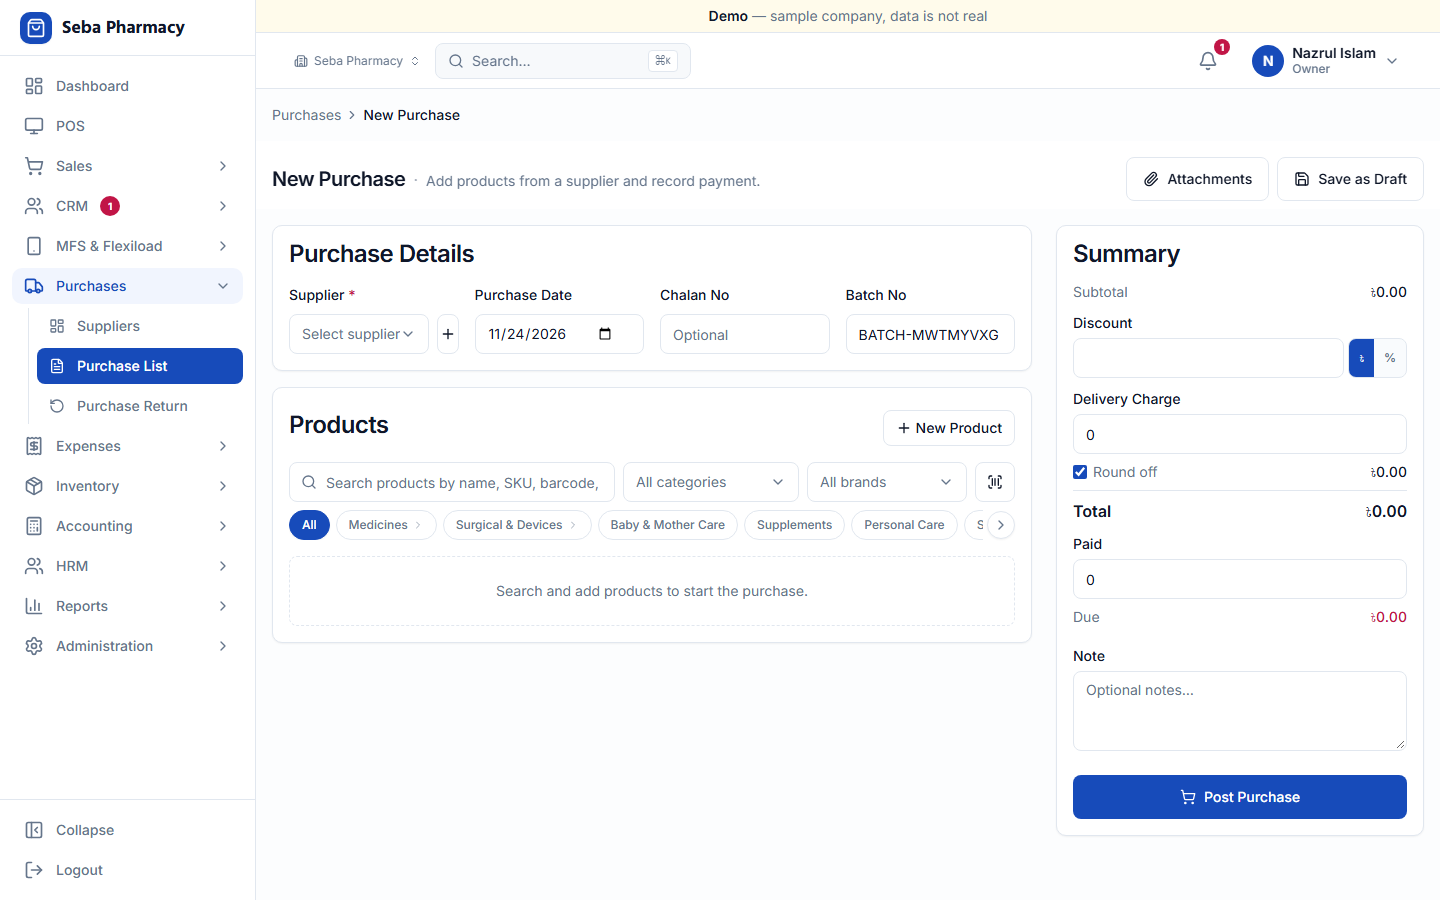 Seba Pharmacy
Dashboard
POS
Sales
CRM 1
MFS & Flexiload
Purchases
Suppliers
Purchase List
Purchase Return
Expenses
Inventory
Accounting
HRM
Reports
Administration
Collapse
Logout
Demo — sample company, data is not real
Seba Pharmacy
Search...
⌘K
1
N
Nazrul Islam
Owner
Purchases > New Purchase
New Purchase · Add products from a supplier and record payment.
Attachments
Save as Draft
Purchase Details
Supplier * Purchase Date Chalan No Batch No
Select supplier + 11/24/2026 Optional BATCH-MWTMYVXG
Products
+ New Product
Search products by name, SKU, barcode,
All categories
All brands
All Medicines Surgical & Devices Baby & Mother Care Supplements Personal Care
Search and add products to start the purchase.
Summary
Subtotal ৳0.00
Discount
৳ %
Delivery Charge
0
Round off ৳0.00
Total ৳0.00
Paid
0
Due ৳0.00
Note
Optional notes...
Post Purchase